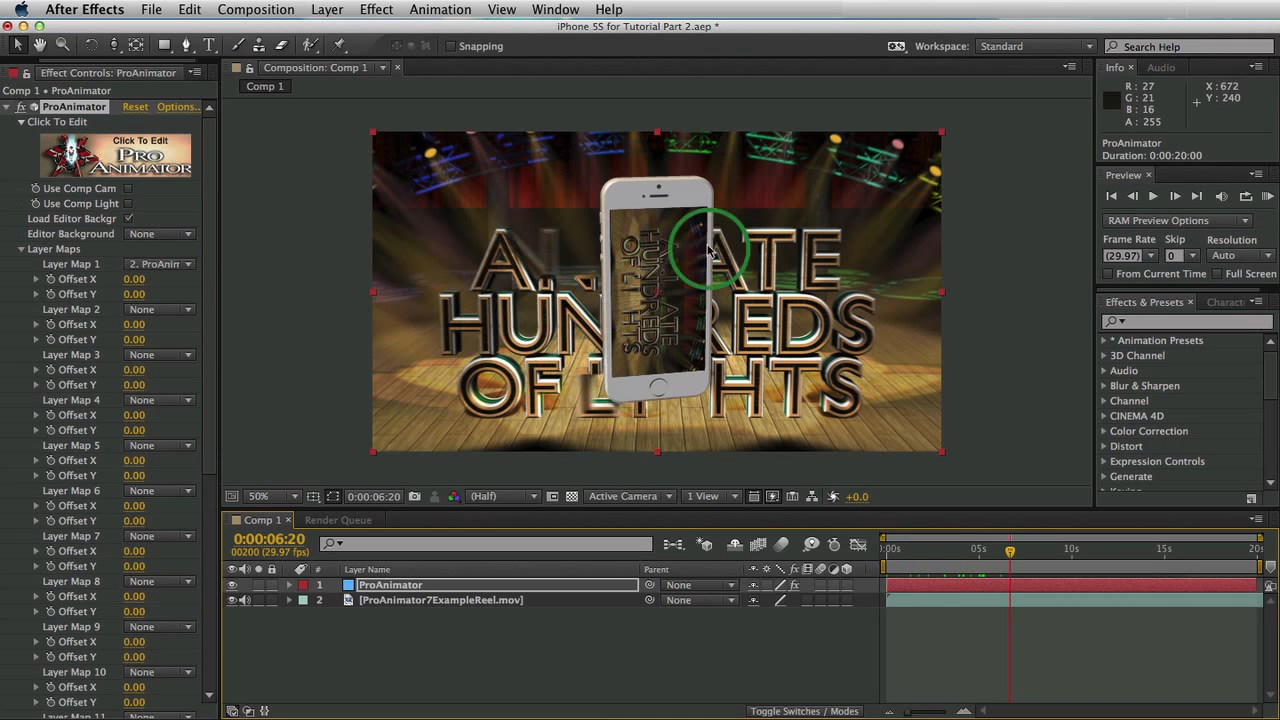 After Effects File Edit Composition Layer Effect Animation View Window Help
iPhone 5S for Tutorial Part 2.aep *
Snapping
Workspace: Standard
Search Help
Effect Controls: ProAnimator
Comp 1 • ProAnimator
ProAnimator Reset Options..
Click To Edit
Click To Edit
PRO
ANIMATOR
Use Comp Cam
Use Comp Light
Load Editor Backgr
Editor Background None
Layer Maps
Layer Map 1 2. ProAnin
Offset X 0.00
Offset Y 0.00
Layer Map 2 None
Offset X 0.00
Offset Y 0.00
Layer Map 3 None
Offset X 0.00
Offset Y 0.00
Layer Map 4 None
Offset X 0.00
Offset Y 0.00
Layer Map 5 None
Offset X 0.00
Offset Y 0.00
Layer Map 6 None
Offset X 0.00
Offset Y 0.00
Layer Map 7 None
Offset X 0.00
Offset Y 0.00
Layer Map 8 None
Offset X 0.00
Offset Y 0.00
Layer Map 9 None
Offset X 0.00
Offset Y 0.00
Layer Map 10 None
Offset X 0.00
Offset Y 0.00
Layer Map 11 None
Composition: Comp 1
Comp 1
HUNDREDS
50% 0:00:06:20 (Half) Active Camera 1 View +0.0
Info Audio
R : 27
G : 21
B : 16
A : 255
X : 672
Y : 240
ProAnimator
Duration: 0:00:20:00
Preview
RAM Preview Options
Frame Rate Skip Resolution
(29.97) 0 Auto
From Current Time Full Screen
Effects & Presets Charact
* Animation Presets
3D Channel
Audio
Blur & Sharpen
Channel
CINEMA 4D
Color Correction
Distort
Expression Controls
Generate
Keying
Comp 1 Render Queue
0:00:06:20
00200 (29.97 fps)
# Layer Name Parent
1 ProAnimator None
2 [ProAnimator7ExampleReel.mov] None
:00s 05s 10s 15s 20s
Toggle Switches / Modes